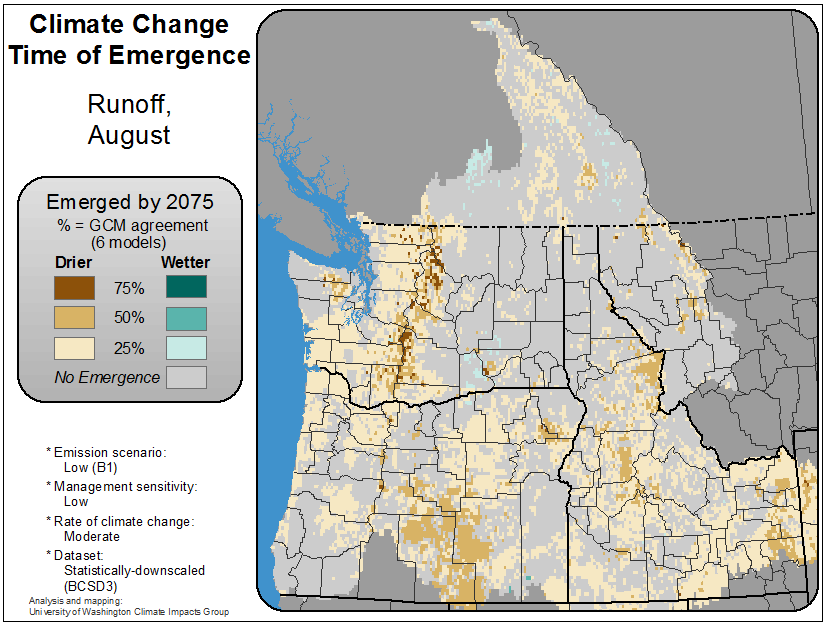 Climate Change
Time of Emergence
Runoff,
August
Emerged by 2075
% = GCM agreement
(6 models)
Drier Wetter
75%
50%
25%
No Emergence
* Emission scenario:
Low (B1)
* Management sensitivity:
Low
* Rate of climate change:
Moderate
* Dataset:
Statistically-downscaled
(BCSD3)
Analysis and mapping:
University of Washington Climate Impacts Group